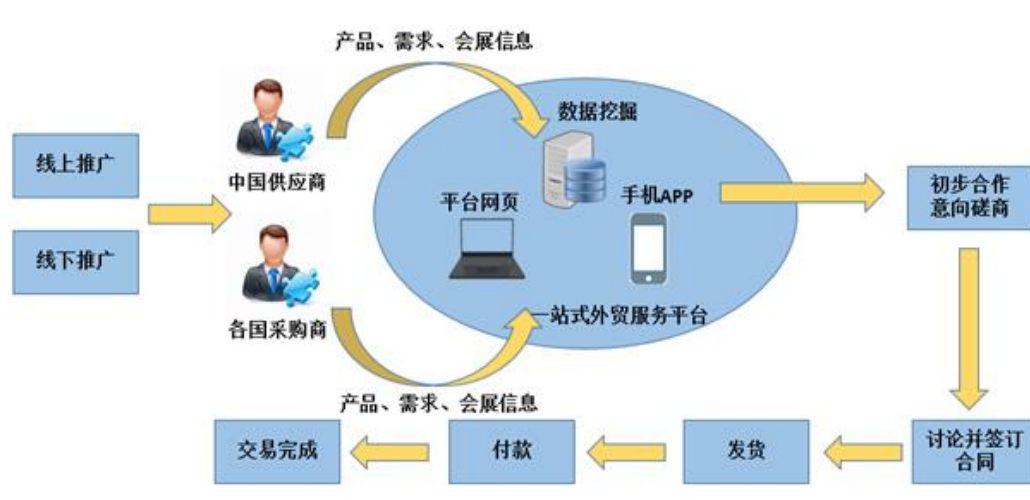 产品、需求、会展信息
数据挖掘
线上推广
中国供应商
初步合作
意向磋商
平台网页
手机APP
线下推广
各国采购商
一站式外贸服务平台
产品、需求、会展信息
交易完成
付款
发货
讨论并签订
合同